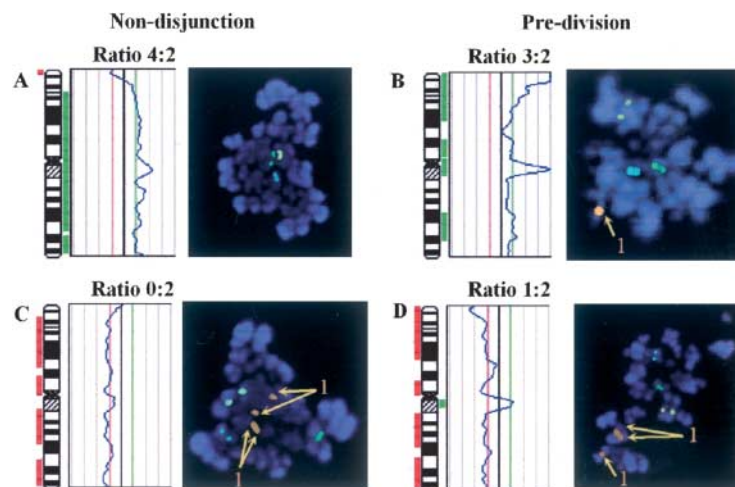 Non-disjunction
Pre-division
Ratio 4:2
Ratio 3:2
A
B
1
Ratio 0:2
Ratio 1:2
C
D
1
1
1
1